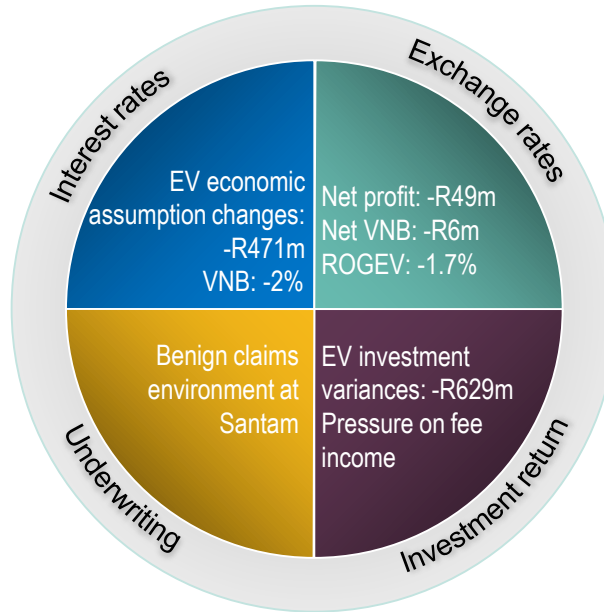 Interest rates
Exchange rates
EV economic
assumption changes:
-R471m
VNB: -2%
Net profit: -R49m
Net VNB: -R6m
ROGEV: -1.7%
Benign claims
environment at
Santam
EV investment
variances: -R629m
Pressure on fee
income
Underwriting
Investment return